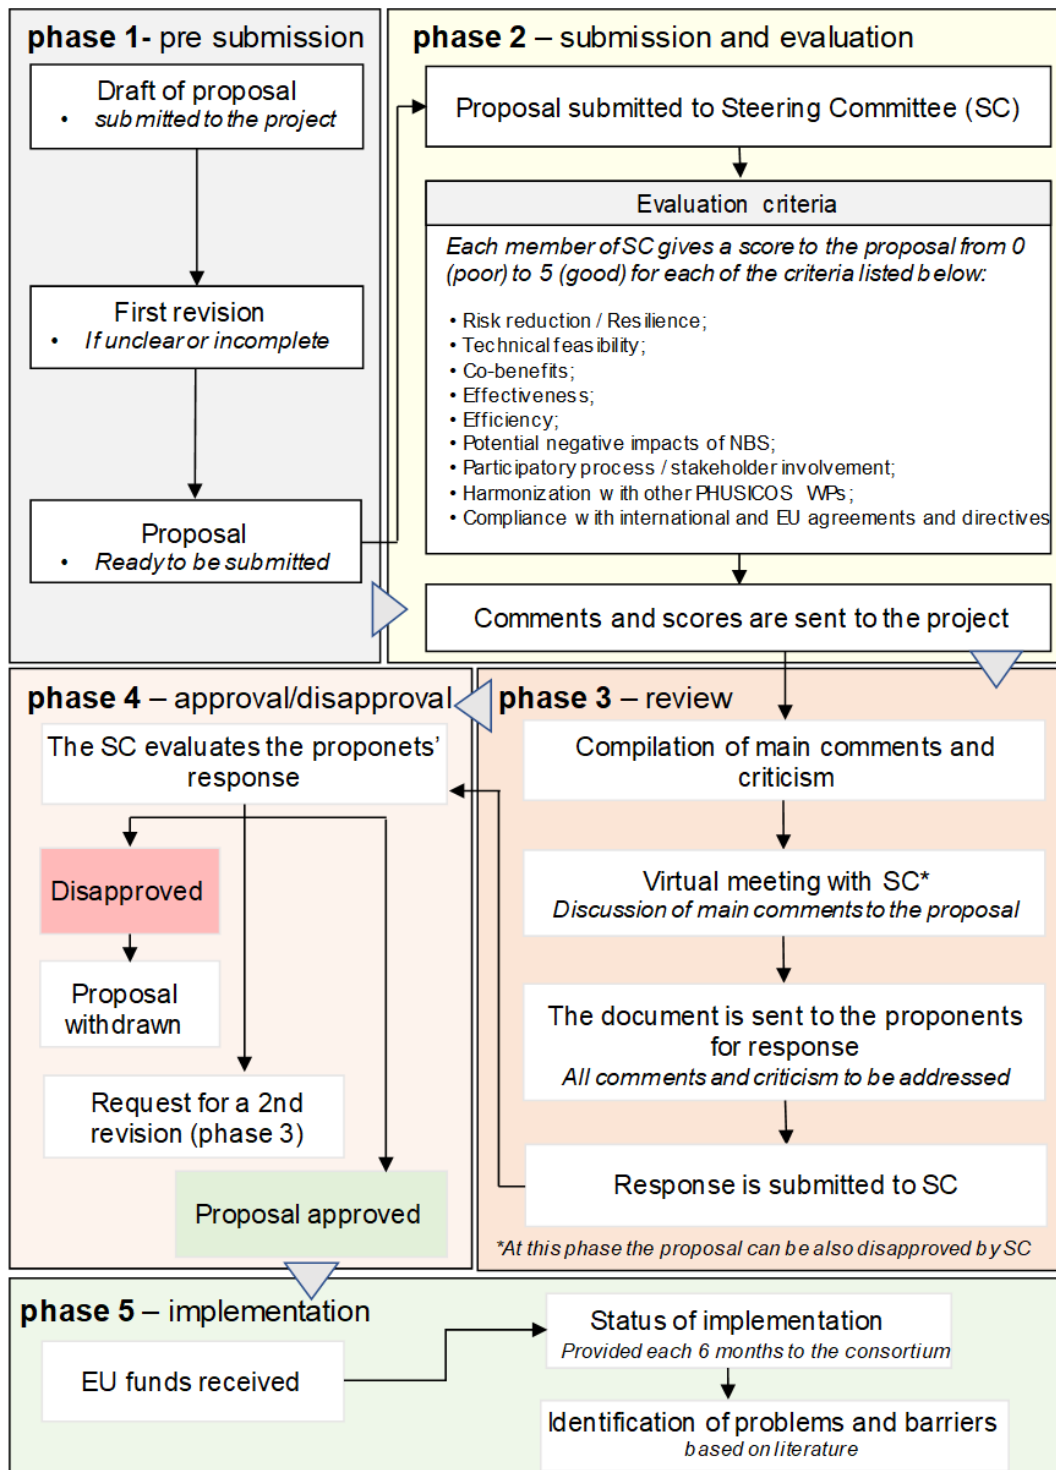 phase 1- pre submission
Draft of proposal
• submitted to the project
First revision
• If unclear or incomplete
Proposal
• Ready to be submitted
phase 2 – submission and evaluation
Proposal submitted to Steering Committee (SC)
Evaluation criteria
Each member of SC gives a score to the proposal from 0
(poor) to 5 (good) for each of the criteria listed below:
• Risk reduction / Resilience;
• Technical feasibility;
• Co-benefits;
• Effectiveness;
• Efficiency;
• Potential negative impacts of NBS;
• Participatory process / stakeholder involvement;
• Harmonization with other PHUSICOS WPs;
• Compliance with international and EU agreements and directives
Comments and scores are sent to the project
phase 3 – review
Compilation of main comments and
criticism
Virtual meeting with SC*
Discussion of main comments to the proposal
The document is sent to the proponents
for response
All comments and criticism to be addressed
Response is submitted to SC
*At this phase the proposal can be also disapproved by SC
phase 4 – approval/disapproval
The SC evaluates the proponets’
response
Disapproved
Proposal
withdrawn
Request for a 2nd
revision (phase 3)
Proposal approved
phase 5 – implementation
EU funds received
Status of implementation
Provided each 6 months to the consortium
Identification of problems and barriers
based on literature